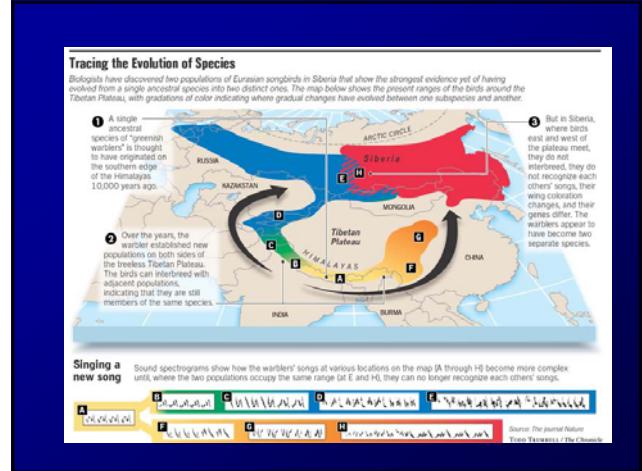 Tracing the Evolution of Species
Biologists have discovered two populations of Eurasian songbirds in Siberia that show the strongest evidence yet of having
evolved from a single ancestral species into two distinct ones. The map below shows the present ranges of the birds around the
Tibetan Plateau, with gradations of color indicating where gradual changes have evolved between one subspecies and another.
1 A single
ancestral
species of "greenish
warblers" is thought
to have originated on
the southern edge
of the Himalayas
10,000 years ago.
2 Over the years, the
warbler established new
populations on both sides of
the treeless Tibetan Plateau.
The birds can interbreed with
adjacent populations,
indicating that they are still
members of the same species.
3 But in Siberia,
where birds
east and west of
the plateau meet,
they do not
interbreed, they do
not recognize each
others' songs, their
wing coloration
changes, and their
genes differ. The
warblers appear to
have become two
separate species.
ARCTIC CIRCLE
RUSSIA
Siberia
H
E
KAZAKSTAN
MONGOLIA
D
Tibetan
Plateau
G
C
B
HIMALAYAS
F
A
CHINA
INDIA
BURMA
Singing a
new song
Sound spectrograms show how the warblers' songs at various locations on the map (A through H) become more complex
until, where the two populations occupy the same range (at E and H), they can no longer recognize each others' songs.
B
C
D
E
A
F
G
H
Source: The journal Nature
TODD TRUMBULL / The Chronicle